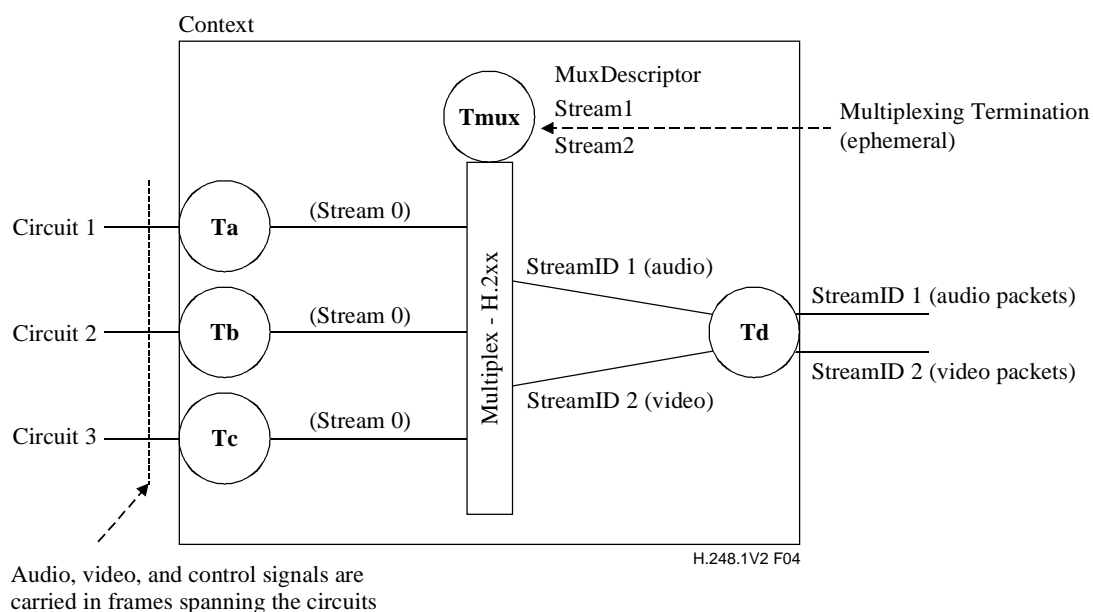 Context
MuxDescriptor
Tmux
Stream1
Stream2
Multiplexing Termination
(ephemeral)
Circuit 1
Ta
(Stream 0)
StreamID 1 (audio)
Circuit 2
Tb
(Stream 0)
Multiplex - H.2xx
Td
StreamID 1 (audio packets)
StreamID 2 (video packets)
StreamID 2 (video)
Circuit 3
Tc
(Stream 0)
H.248.1V2 F04
Audio, video, and control signals are
carried in frames spanning the circuits